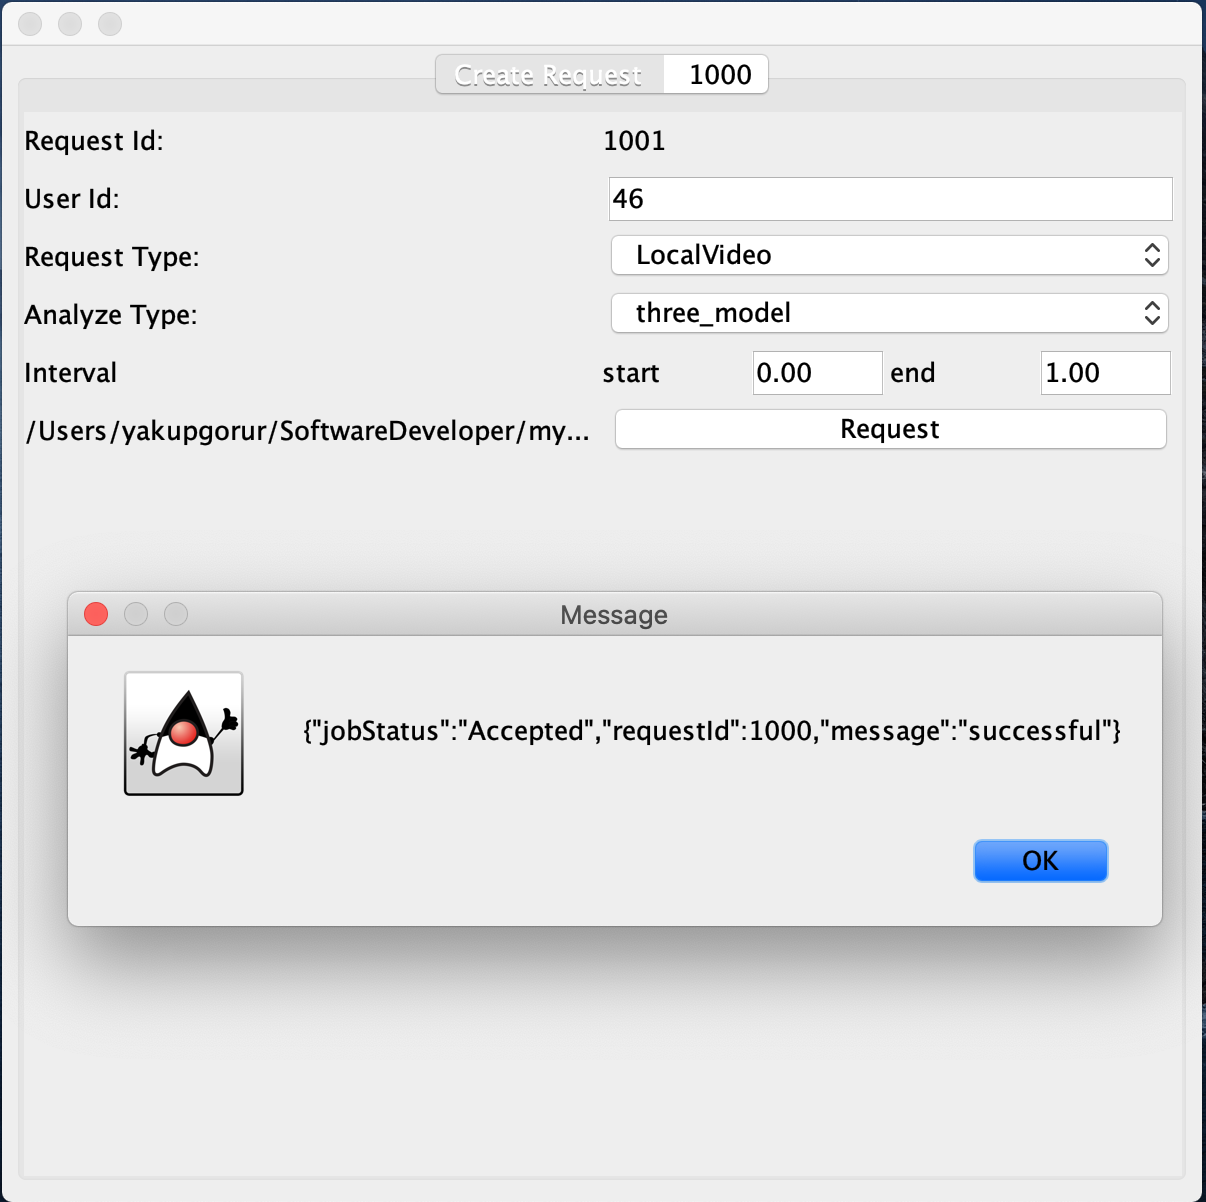 Create Request 1000
Request Id: 1001
User Id: 46
Request Type: LocalVideo
Analyze Type: three_model
Interval start 0.00 end 1.00
/Users/yakupgorur/SoftwareDeveloper/my... Request
Message
{"jobStatus":"Accepted","requestId":1000,"message":"successful"}
OK